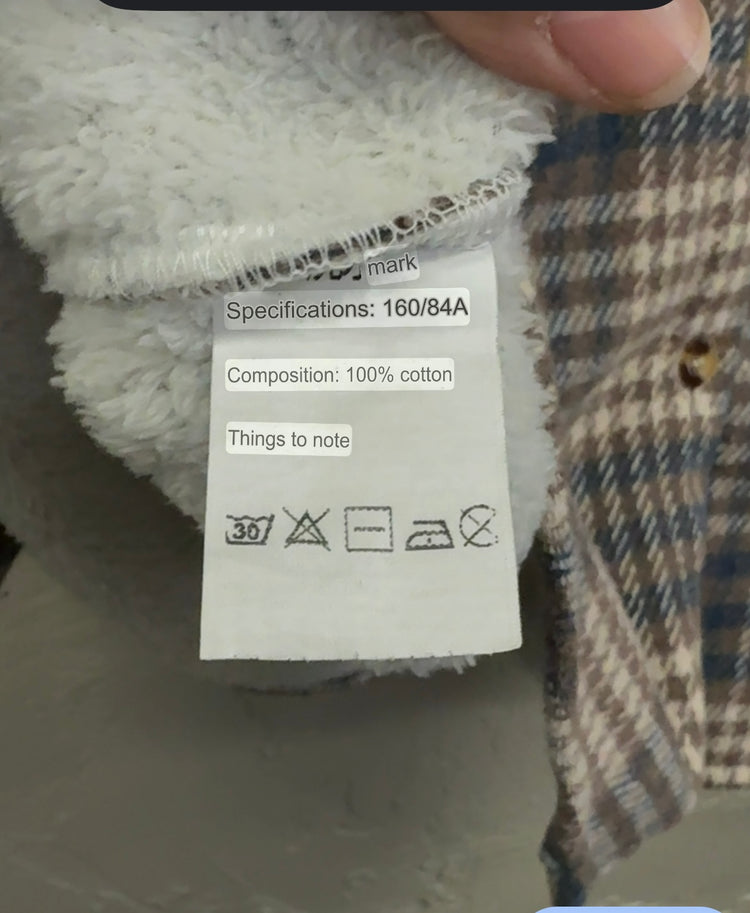 mark
Specifications: 160/84A
Composition: 100% cotton
Things to note
30